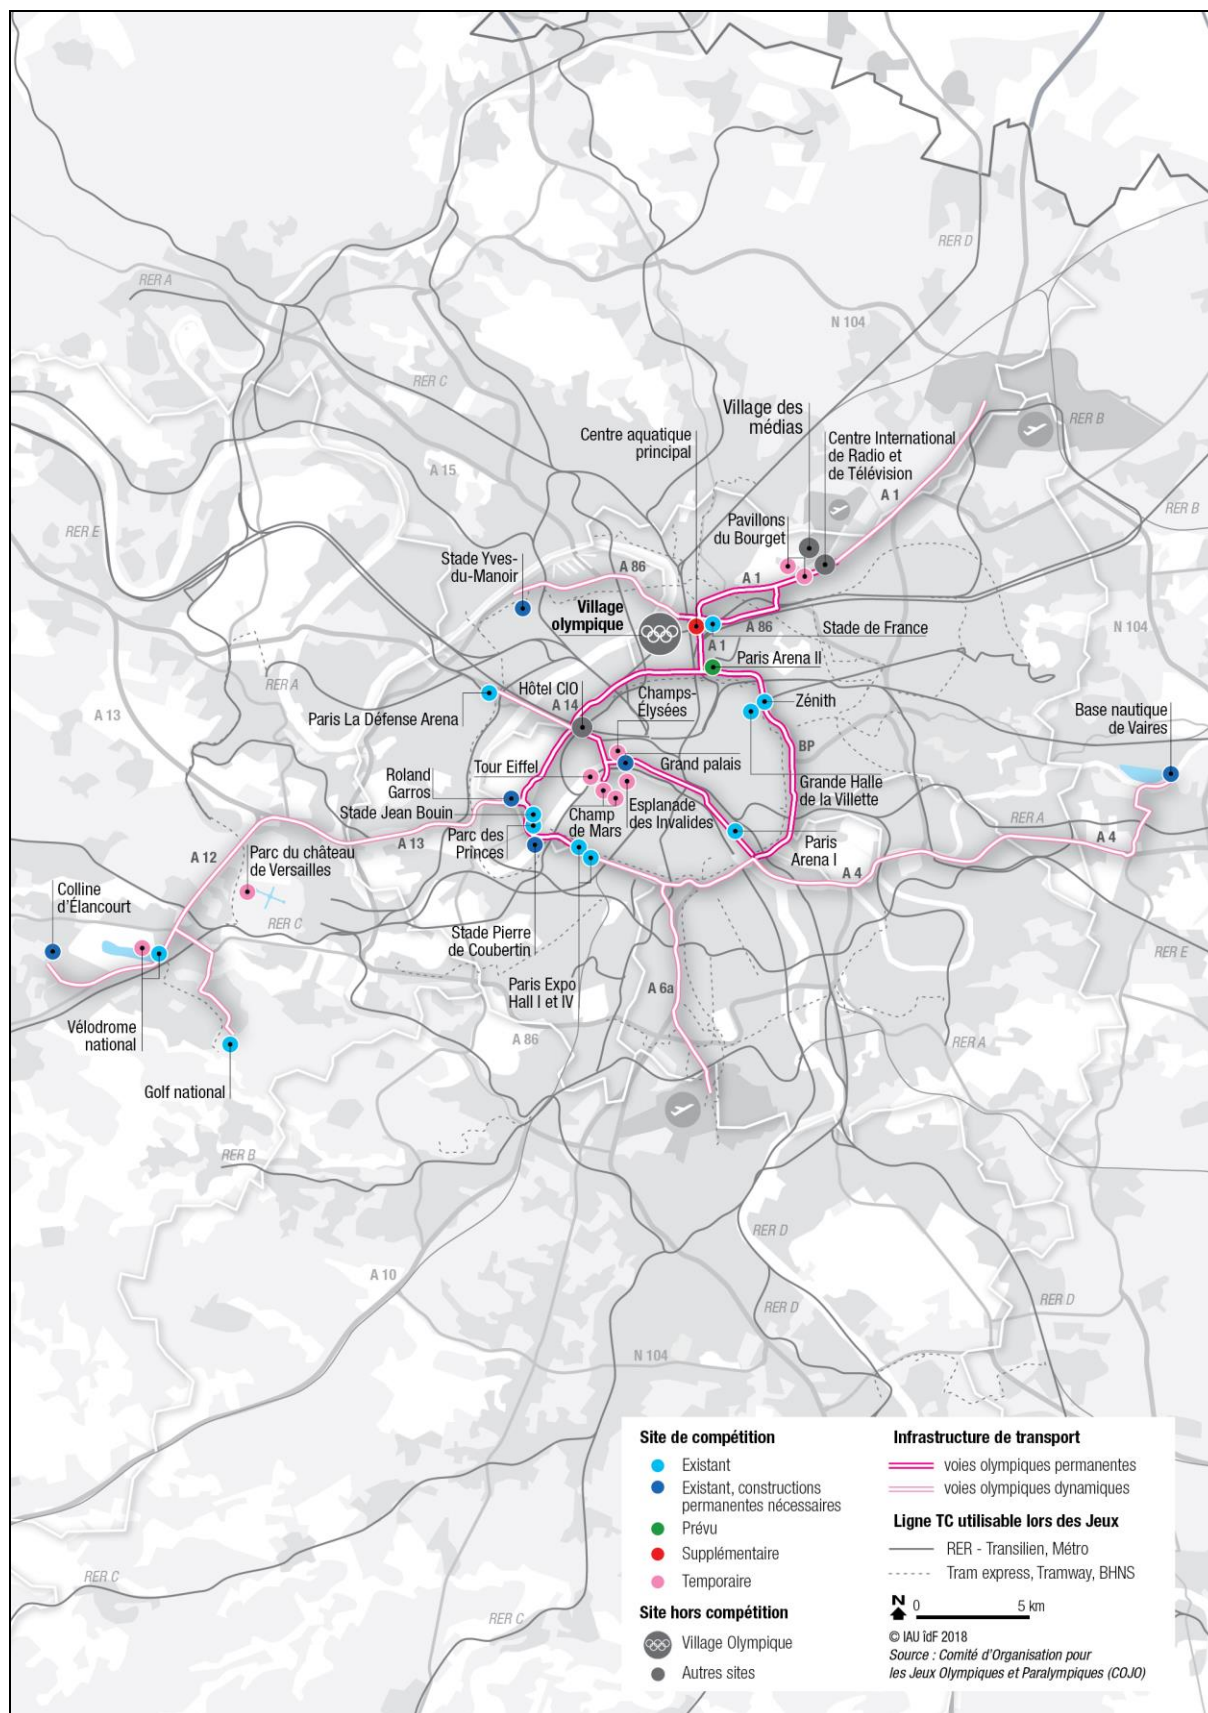 RER D
RER A
N 104
RER C
Village des
médias
RER B
Centre aquatique
principal
Centre International
de Radio et
de Télévision
A 15
A 1
RER B
RER E
Pavillons
du Bourget
Stade Yves-
du-Manoir
A 86
A 1
Village
olympique
A 86
Stade de France
N 104
A 1
Paris Arena II
RER A
Hôtel CIO
Champs-
Élysées
A 14
Zénith
A 13
Paris La Défense Arena
Base nautique
de Vaires
BP
Tour Eiffel
Grand palais
Roland
Garros
Grande Halle
de la Villette
Stade Jean Bouin
Champ
de Mars
Esplanade
des Invalides
RER A
Parc des
Princes
A 13
Paris
Arena I
A 4
A 12
Parc du château
de Versailles
A 4
Colline
d'Élancourt
RER C
Stade Pierre
de Coubertin
RER E
Paris Expo
Hall I et IV
A 6a
Vélodrome
national
A 86
RER A
Golf national
RER B
RER D
A 10
RER D
RER D
N 104
Site de compétition
Existant
Existant, constructions
permanentes nécessaires
Prévu
Supplémentaire
Temporaire
Site hors compétition
Village Olympique
Autres sites
Infrastructure de transport
voies olympiques permanentes
voies olympiques dynamiques
Ligne TC utilisable lors des Jeux
RER - Transilien, Métro
Tram express, Tramway, BHNS
N
0 5 km
© IAU îdF 2018
Source : Comité d'Organisation pour
les Jeux Olympiques et Paralympiques (COJO)
RER C
RER C